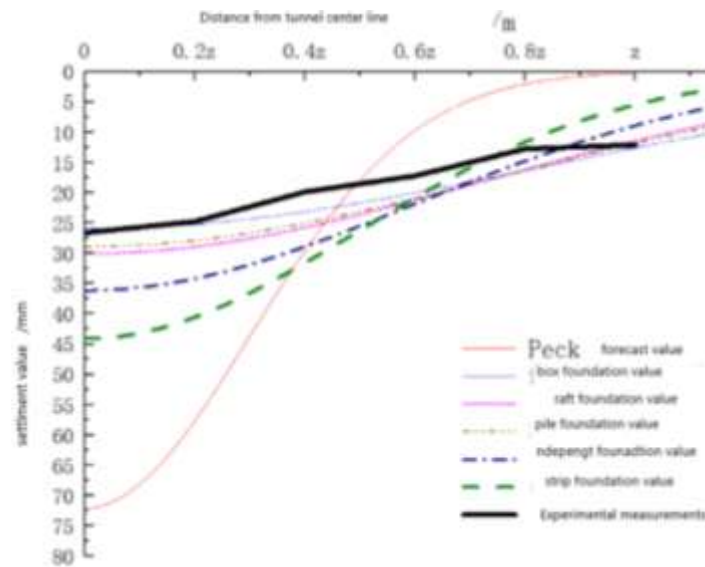 Distance from tunnel center line /m
0 0.2z 0.4z 0.6z 0.8z z
0
5
10
15
20
25
30
35
40
45
50
55
60
65
70
75
80
settiment value /mm
Peck forecast value
box foundation value
raft foundation value
pile foundation value
ndepengt founadtion value
strip foundation value
Experimental measurements